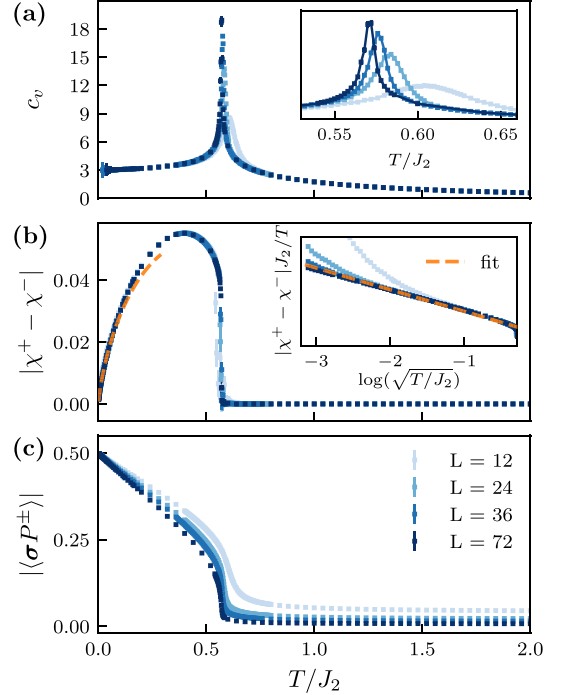 (a)
18
15
12
9
6
3
0
c_v
0.55
0.60
0.65
T/J_2
(b)
0.04
0.02
0.00
|χ^+ − χ^−|
|χ^+ − χ^−|J_2/T
fit
−3
−2
−1
log(√T/J_2)
(c)
0.50
0.25
0.00
|⟨σP^±⟩|
L = 12
L = 24
L = 36
L = 72
0.0
0.5
1.0
1.5
2.0
T/J_2